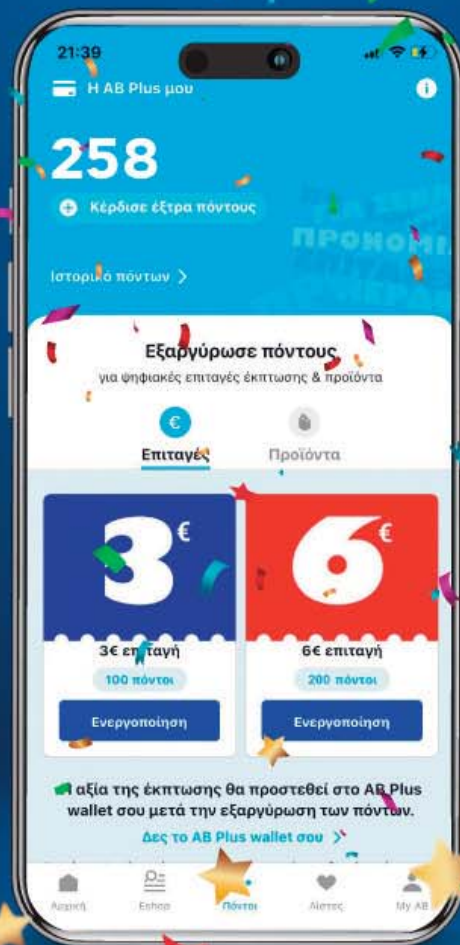 21:39
Η AB Plus μου
258
Κέρδισε έξτρα πόντους
ΠΡΟΝΟΜΙ
Ιστορικό πόντων >
Εξαργύρωσε πόντους
για ψηφιακές επιταγές έκπτωσης & προϊόντα
€
Επιταγές Προϊόντα
3€ 6€
3€ επιταγή 6€ επιταγή
100 πόντοι 200 πόντοι
Ενεργοποίηση Ενεργοποίηση
αξία της έκπτωσης θα προστεθεί στο AB Plus
wallet σου μετά την εξαργύρωση των πόντων.
Δες το AB Plus wallet σου >
Αρχική Eshop Πόντοι Λίστες My AB